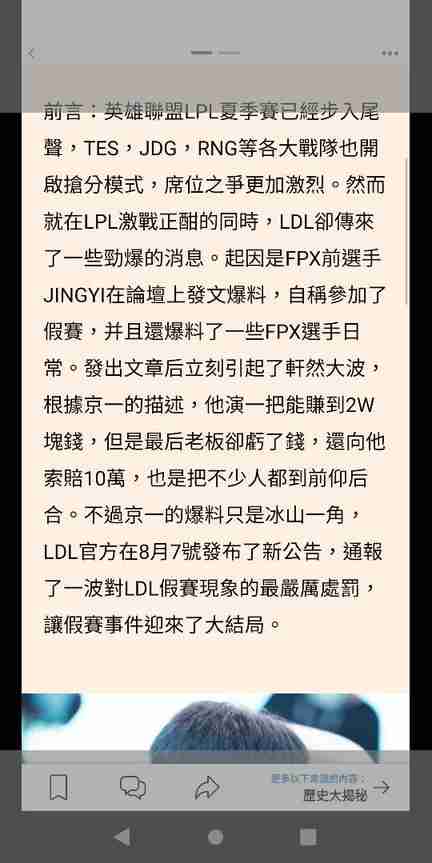 前言：英雄聯盟LPL夏季賽已經步入尾
聲，TES，JDG，RNG等各大戰隊也開
啟搶分模式，席位之爭更加激烈。然而
就在LPL激戰正酣的同時，LDL卻傳來
了一些勁爆的消息。起因是FPX前選手
JINGYI在論壇上發文爆料，自稱參加了
假賽，并且還爆料了一些FPX選手日
常。發出文章后立刻引起了軒然大波，
根據京一的描述，他演一把能賺到2W
塊錢，但是最后老板卻虧了錢，還向他
索賠10萬，也是把不少人都到前仰后
合。不過京一的爆料只是冰山一角，
LDL官方在8月7號發布了新公告，通報
了一波對LDL假賽現象的最嚴厲處罰，
讓假賽事件迎來了大結局。
更多以下來源的內容：
歷史大揭秘